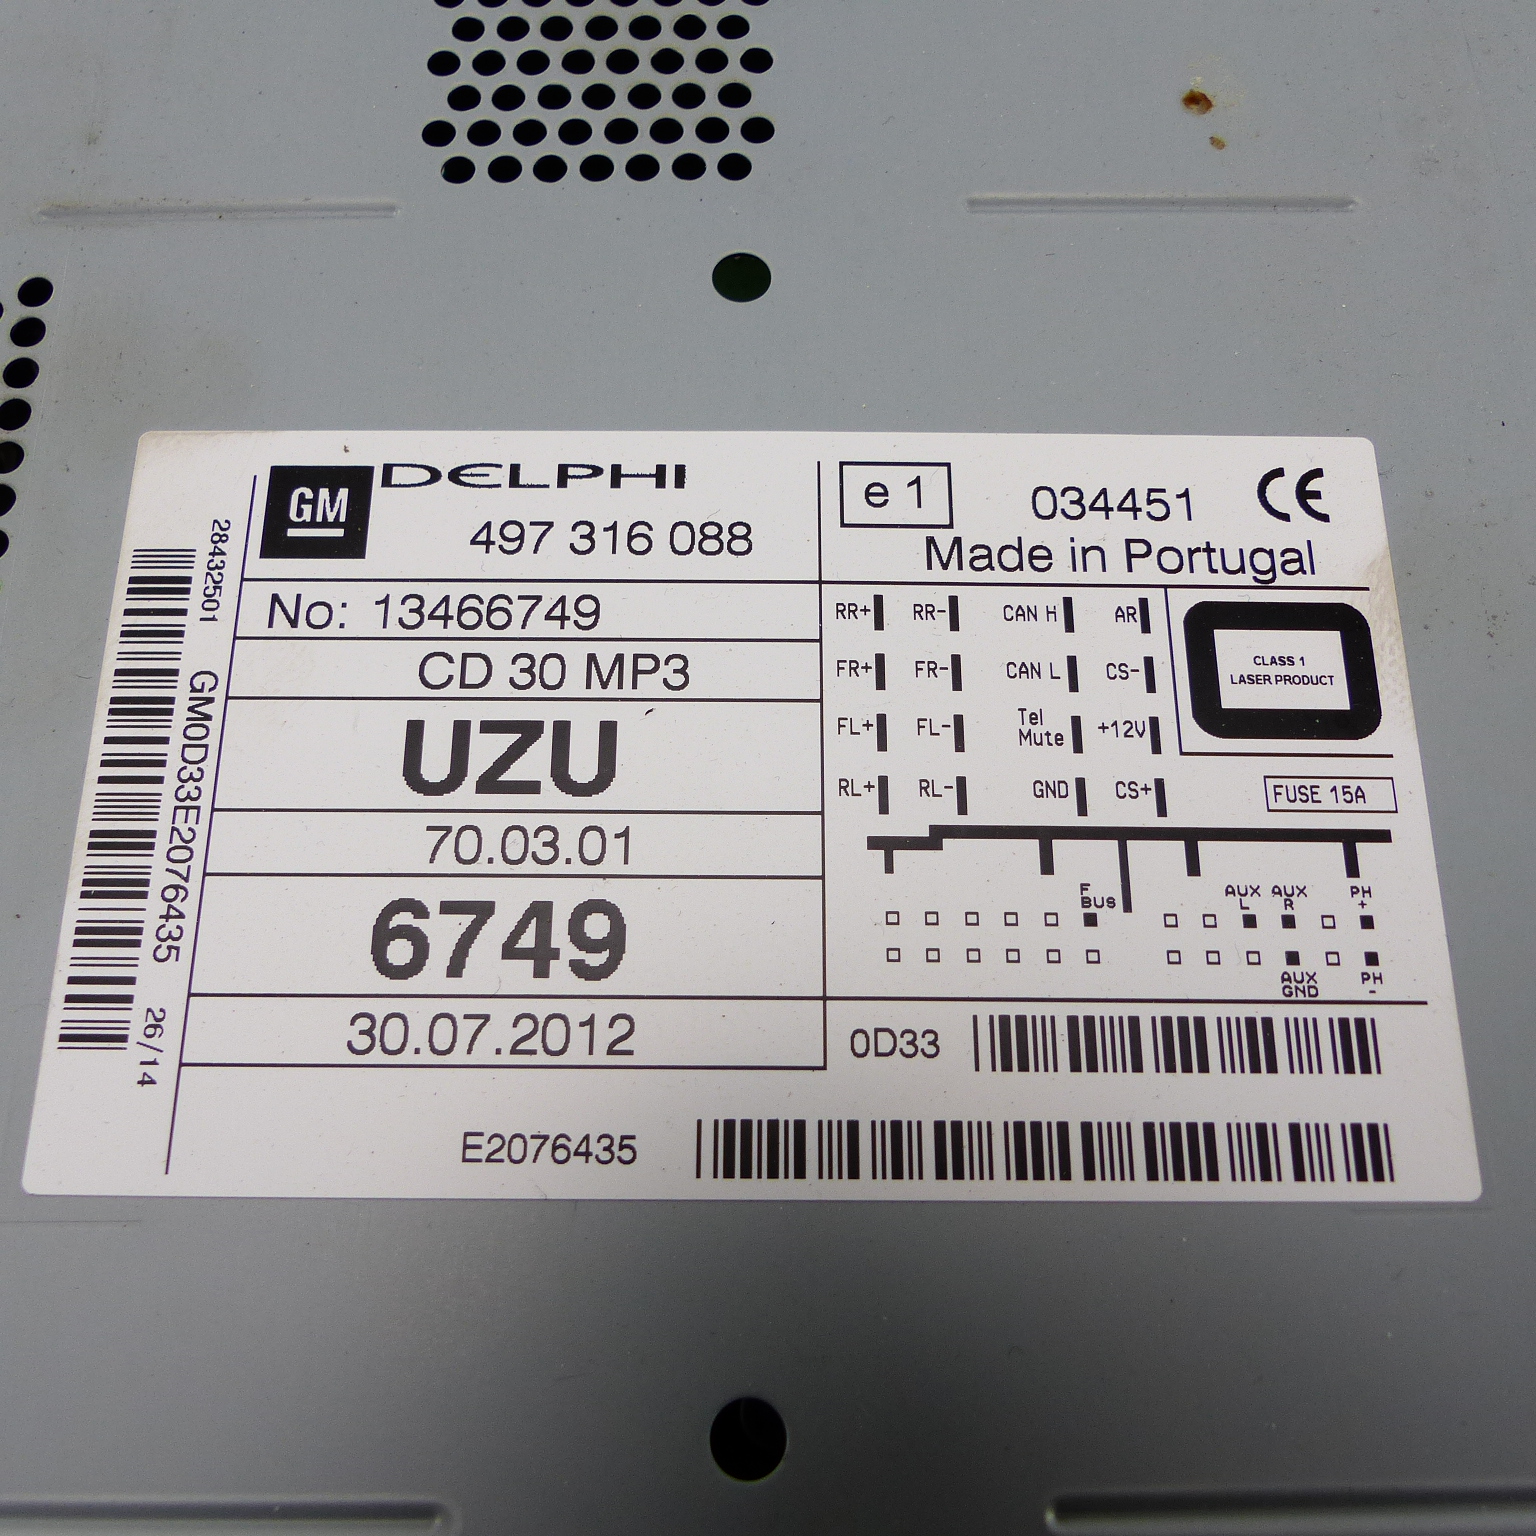 GM DELPHI
497 316 088
e 1 034451 CE
Made in Portugal
No: 13466749
CD 30 MP3
UZU
70.03.01
6749
30.07.2012
RR+ RR- CAN H AR
FR+ FR- CAN L CS-
FL+ FL- Tel Mute +12V
RL+ RL- GND CS+
CLASS 1
LASER PRODUCT
FUSE 15A
F BUS
AUX L AUX R PH +
AUX GND PH -
0D33
E2076435
28432501
GM0D33E2076435
26/14